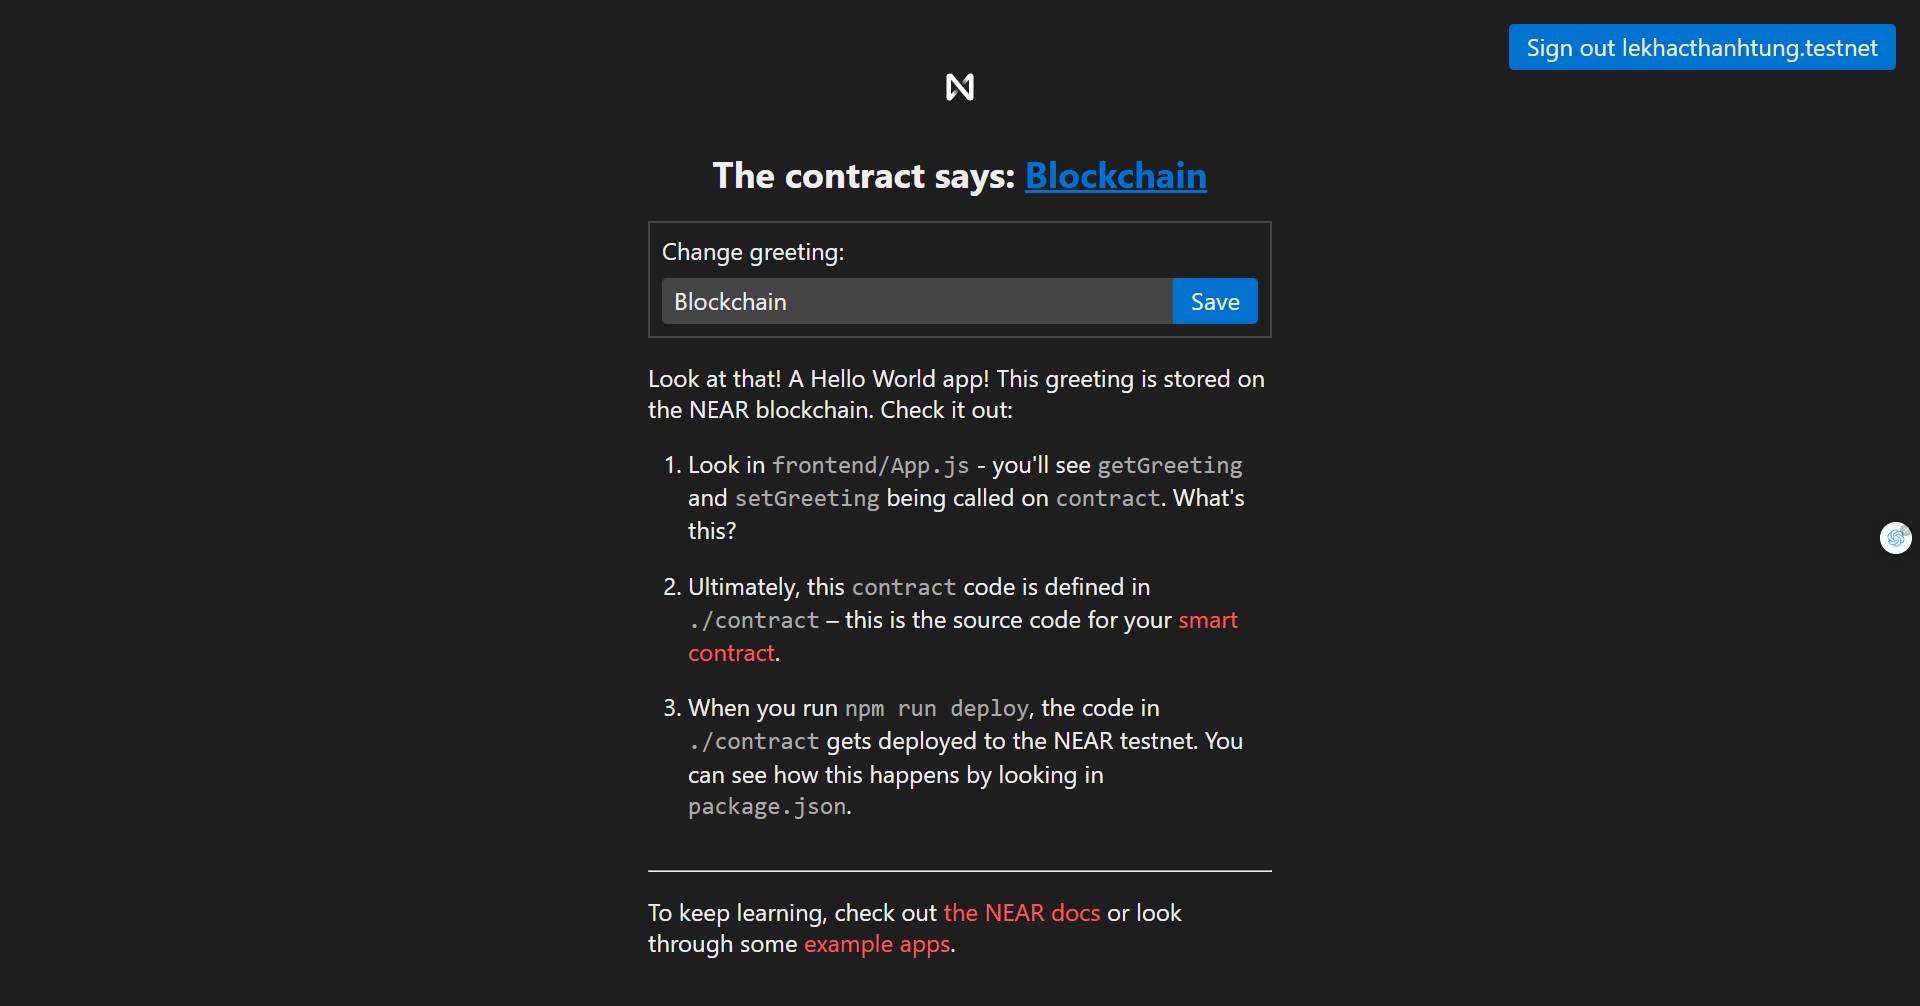 Sign out lekhacthanhtung.testnet
The contract says: Blockchain
Change greeting:
Blockchain
Save
Look at that! A Hello World app! This greeting is stored on
the NEAR blockchain. Check it out:
1. Look in frontend/App.js - you'll see getGreeting
and setGreeting being called on contract. What's
this?
2. Ultimately, this contract code is defined in
./contract – this is the source code for your smart
contract.
3. When you run npm run deploy, the code in
./contract gets deployed to the NEAR testnet. You
can see how this happens by looking in
package.json.
To keep learning, check out the NEAR docs or look
through some example apps.